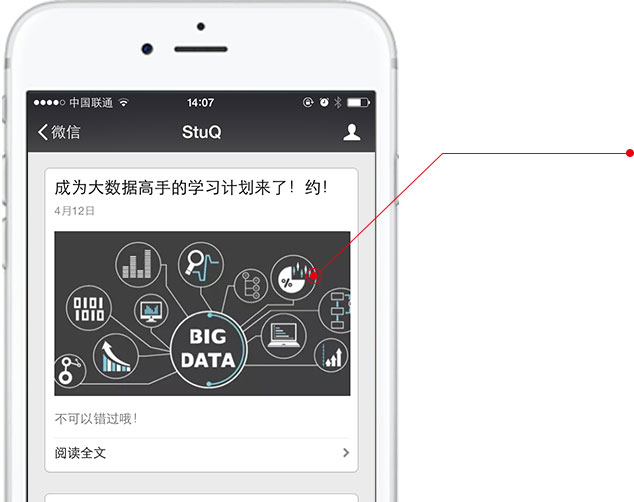 中国联通
14:07
微信
StuQ
成为大数据高手的学习计划来了！约！
4月12日
%
0101
1010
BIG
DATA
不可以错过哦！
阅读全文